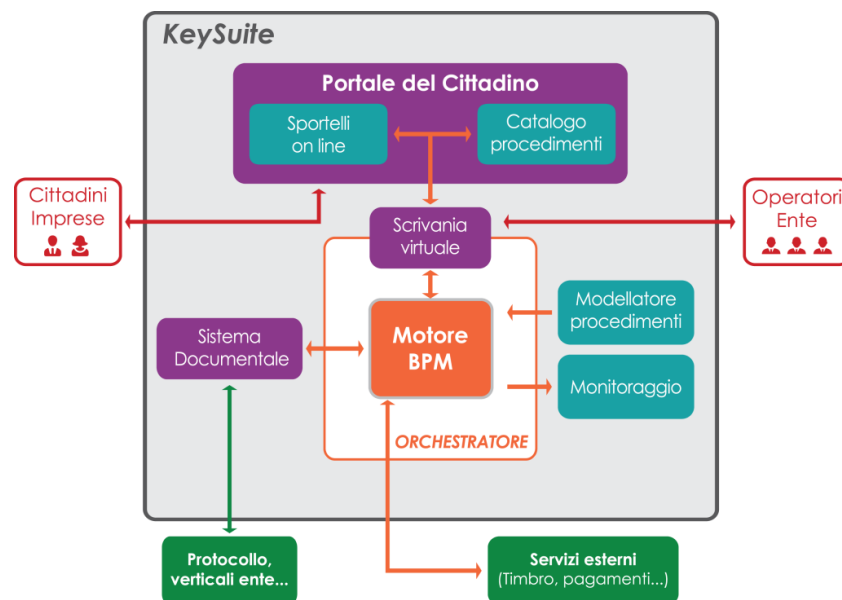 KeySuite
Portale del Cittadino
Sportelli
on line
Catalogo
procedimenti
Cittadini
Imprese
Scrivania
virtuale
Operatori
Ente
Sistema
Documentale
Motore
BPM
Modellatore
procedimenti
Monitoraggio
ORCHESTRATORE
Protocollo,
verticali ente...
Servizi esterni
(Timbro, pagamenti...)